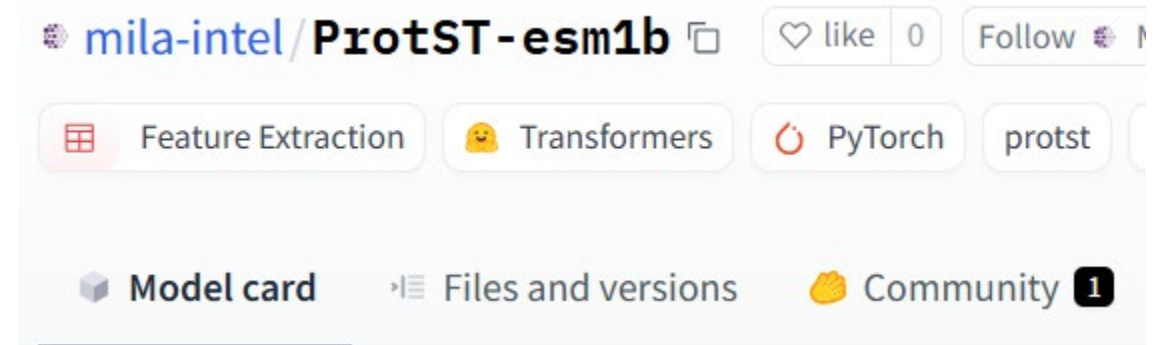 mila-intel/ProtST-esm1b like 0 Follow
Feature Extraction Transformers PyTorch protst
Model card Files and versions Community 1